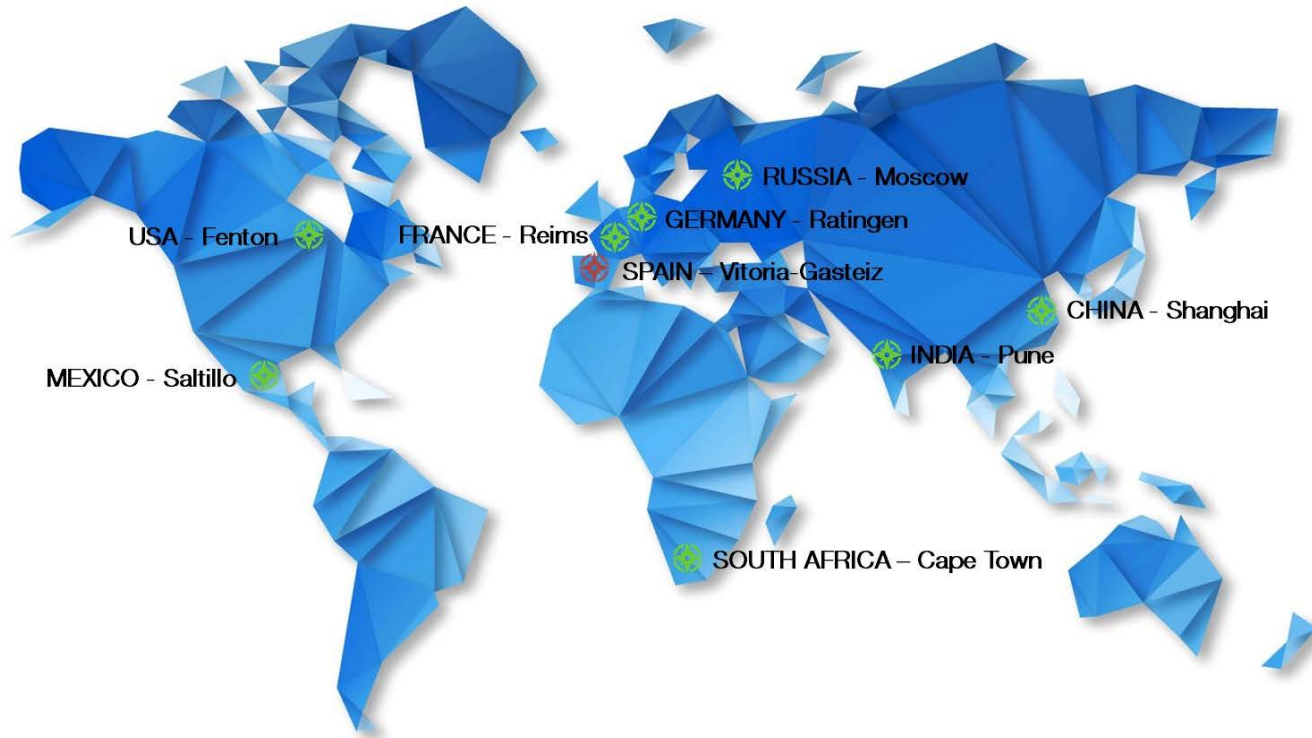 RUSSIA - Moscow
GERMANY - Ratingen
USA - Fenton
FRANCE - Reims
SPAIN – Vitoria-Gasteiz
CHINA - Shanghai
INDIA - Pune
MEXICO - Saltillo
SOUTH AFRICA – Cape Town